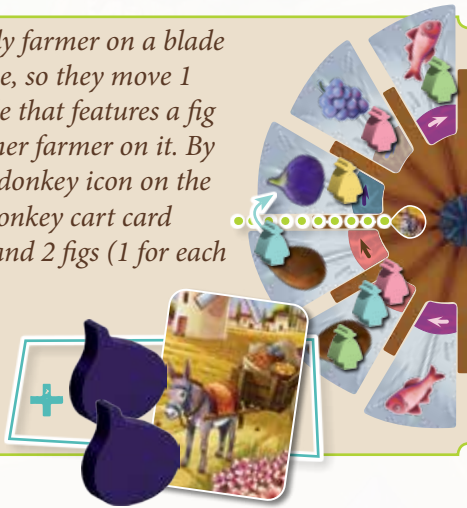 ly farmer on a blade
e, so they move 1
e that features a fig
ner farmer on it. By
donkey icon on the
onkey cart card
and 2 figs (1 for each
+